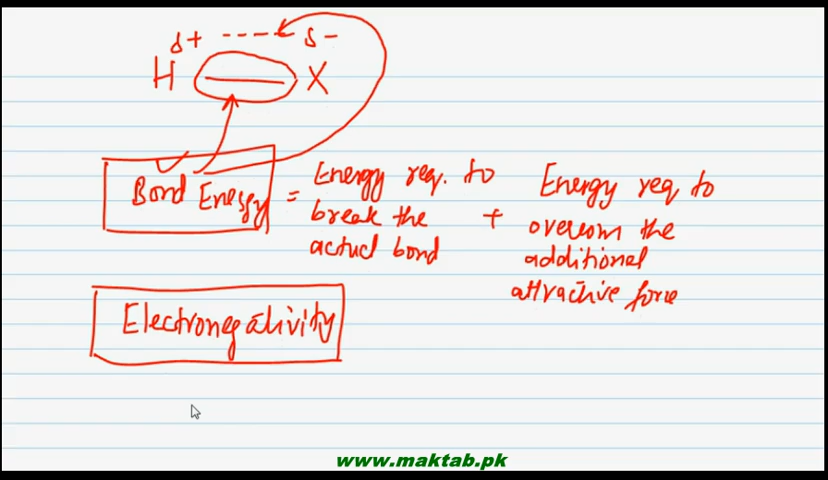 δ+ ---- δ-
H — X
Bond Energy = Energy req. to break the actual bond + Energy req to overcom the additional attractive force
Electronegativity
www.maktab.pk